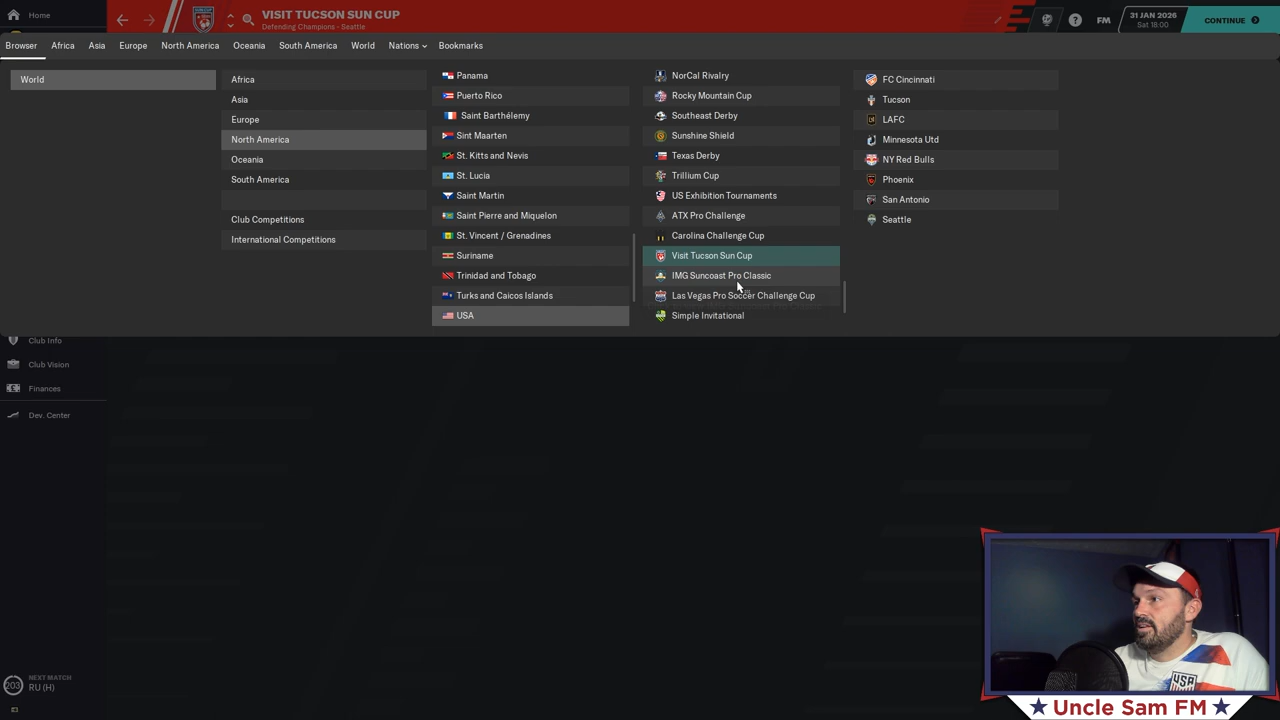 Home
SUN CUP
VISIT TUCSON SUN CUP
Defending Champions - Seattle
FM
31 JAN 2026
Sat 18:00
CONTINUE
Browser
Africa
Asia
Europe
North America
Oceania
South America
World
Nations
Bookmarks
World
Africa
Asia
Europe
North America
Oceania
South America
Club Competitions
International Competitions
Panama
Puerto Rico
Saint Barthélemy
Sint Maarten
St. Kitts and Nevis
St. Lucia
Saint Martin
Saint Pierre and Miquelon
St. Vincent / Grenadines
Suriname
Trinidad and Tobago
Turks and Caicos Islands
USA
NorCal Rivalry
Rocky Mountain Cup
Southeast Derby
Sunshine Shield
Texas Derby
Trillium Cup
US Exhibition Tournaments
ATX Pro Challenge
Carolina Challenge Cup
Visit Tucson Sun Cup
IMG Suncoast Pro Classic
Las Vegas Pro Soccer Challenge Cup
Simple Invitational
FC Cincinnati
Tucson
LAFC
Minnesota Utd
NY Red Bulls
Phoenix
San Antonio
Seattle
Club Info
Club Vision
Finances
Dev. Center
203
NEXT MATCH
RU (H)
USA
Uncle Sam FM